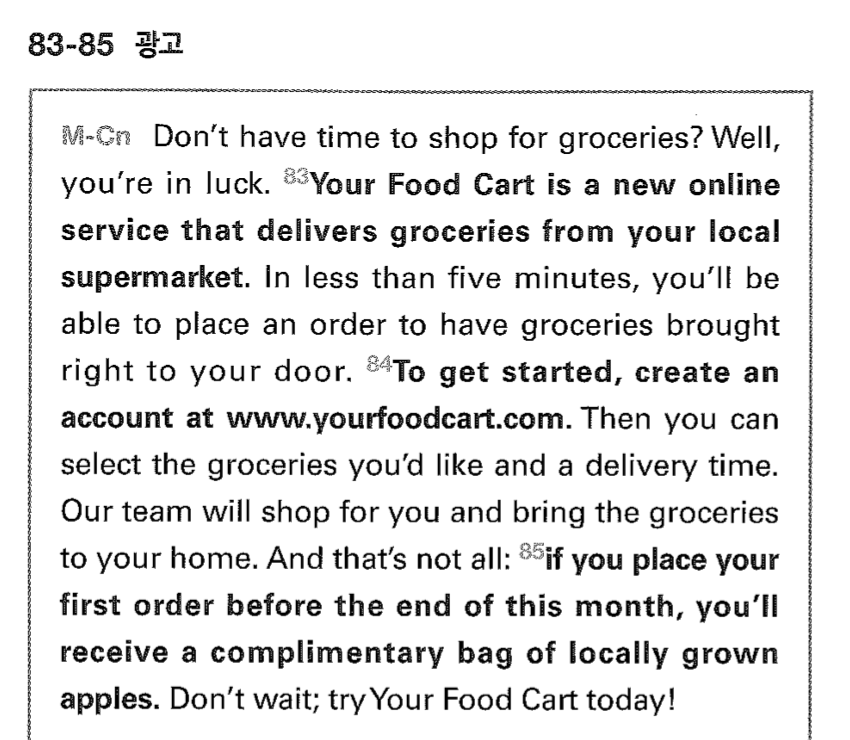 83-85 광고
M-Cn Don't have time to shop for groceries? Well,
you're in luck. 83Your Food Cart is a new online
service that delivers groceries from your local
supermarket. In less than five minutes, you'll be
able to place an order to have groceries brought
right to your door. 84To get started, create an
account at www.yourfoodcart.com. Then you can
select the groceries you'd like and a delivery time.
Our team will shop for you and bring the groceries
to your home. And that's not all: 85if you place your
first order before the end of this month, you'll
receive a complimentary bag of locally grown
apples. Don't wait; try Your Food Cart today!